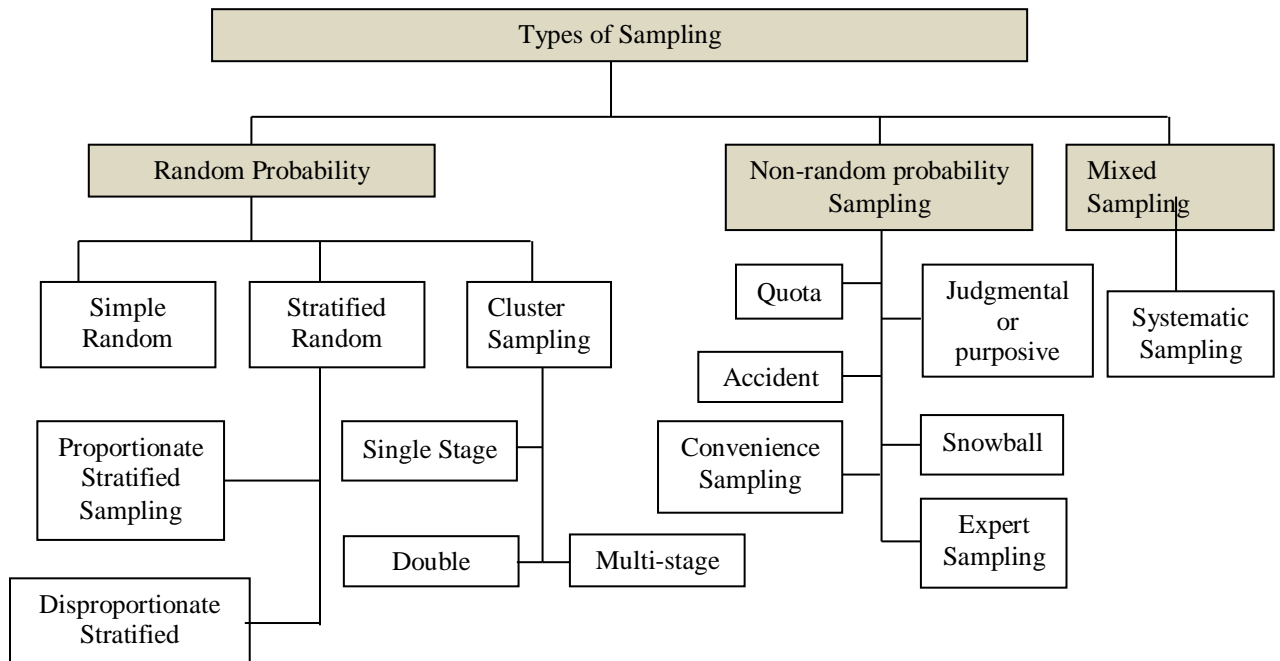 Types of Sampling
Random Probability
Non-random probability
Sampling
Mixed
Sampling
Simple
Random
Stratified
Random
Cluster
Sampling
Quota
Judgmental
or
purposive
Systematic
Sampling
Accident
Proportionate
Stratified
Sampling
Single Stage
Convenience
Sampling
Snowball
Double
Multi-stage
Expert
Sampling
Disproportionate
Stratified